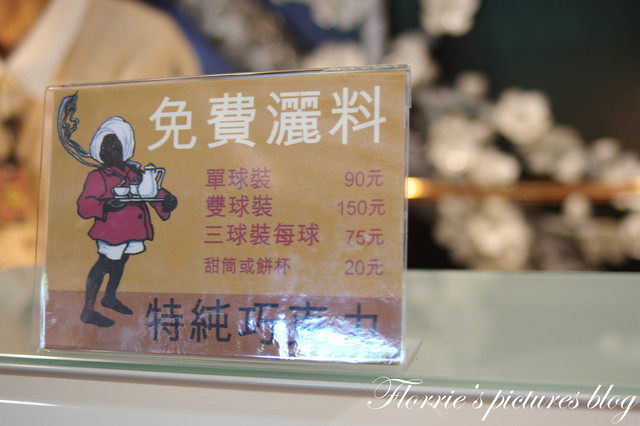 免費灑料
單球裝 90元
雙球裝 150元
三球裝每球 75元
甜筒或餅杯 20元
特純巧克力
Florrie's pictures blog